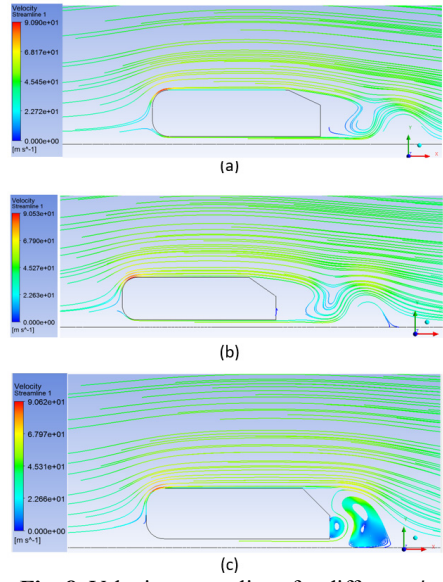 Velocity
Streamline 1
9.090e+01
6.817e+01
4.545e+01
2.272e+01
0.000e+00
[m s^-1]
Y
Z
X
(a)
Velocity
Streamline 1
9.053e+01
6.790e+01
4.527e+01
2.263e+01
0.000e+00
[m s^-1]
(b)
Velocity
Streamline 1
9.062e+01
6.797e+01
4.531e+01
2.266e+01
0.000e+00
[m s^-1]
(c)